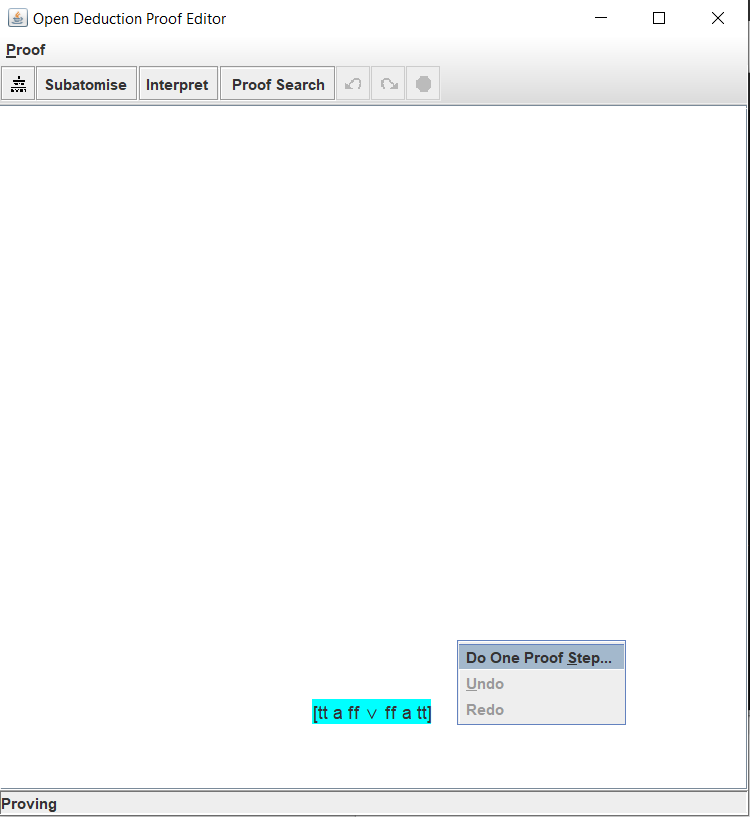 Open Deduction Proof Editor
Proof
Subatomise Interpret Proof Search
Do One Proof Step...
Undo
[tt a ff ∨ ff a tt]
Redo
Proving